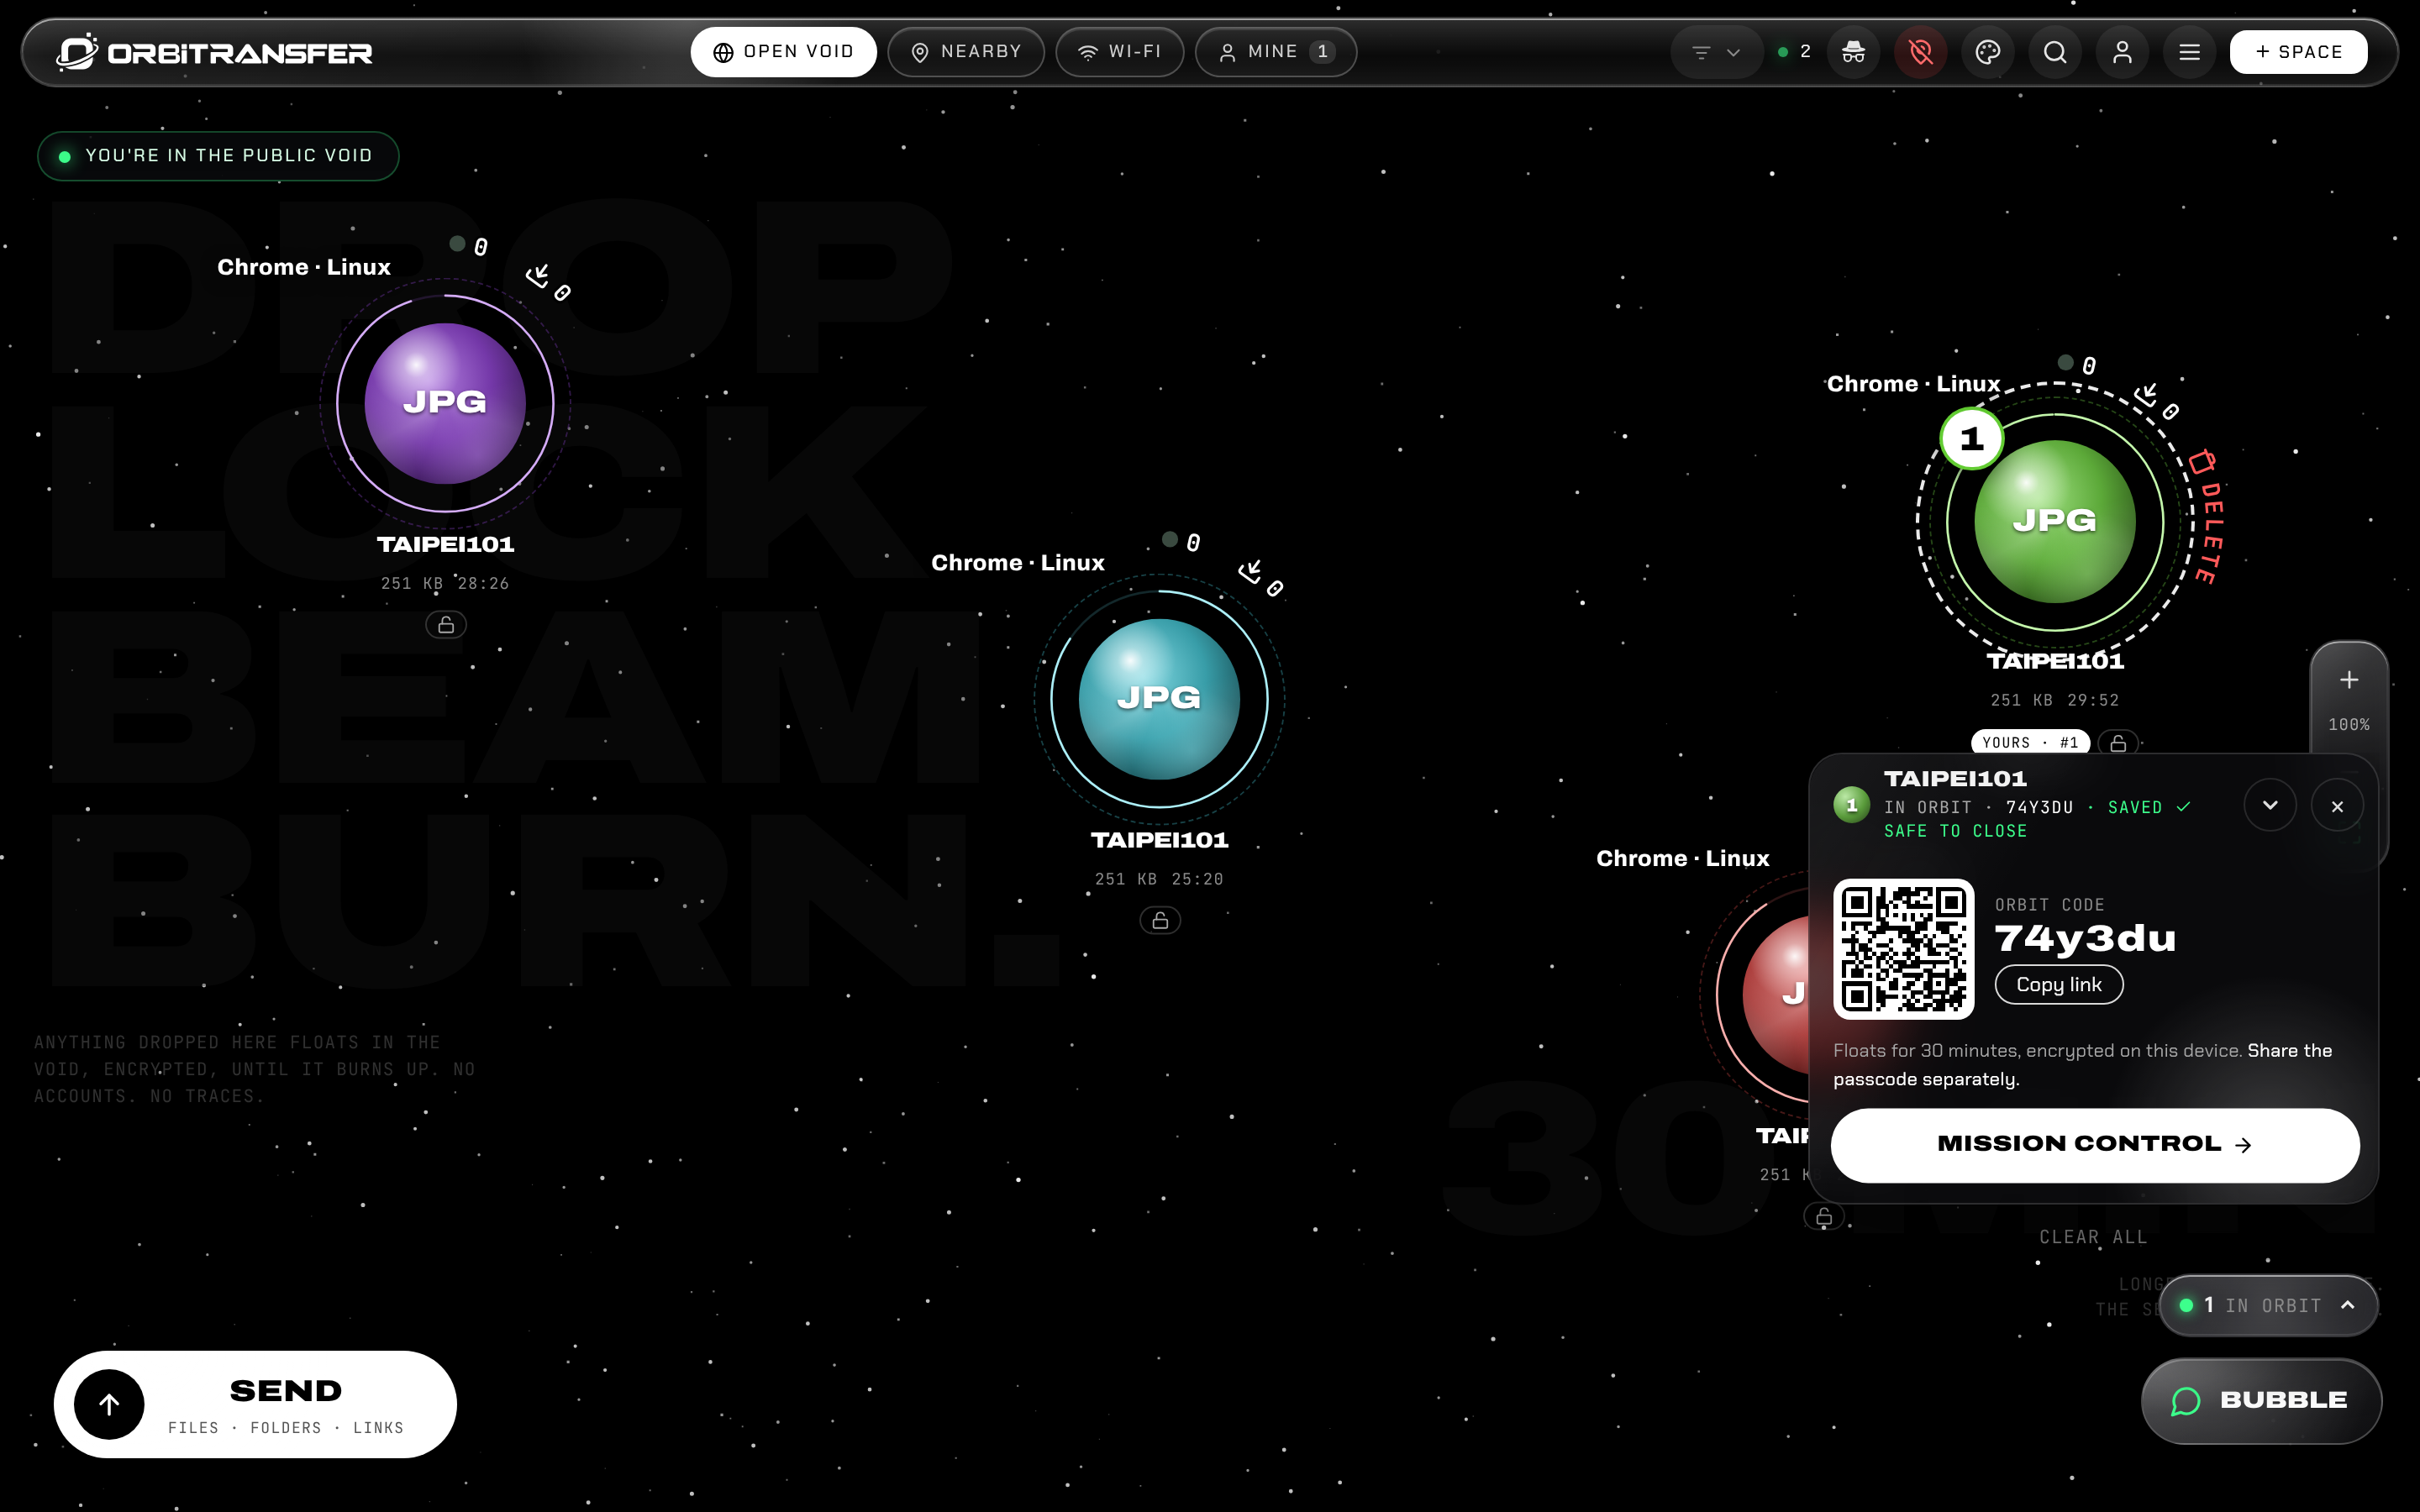 ORBITRANSFER
OPEN VOID
NEARBY
WI-FI
MINE 1
2
+ SPACE
YOU'RE IN THE PUBLIC VOID
DROP
LOCK
BEAM
BURN.
ANYTHING DROPPED HERE FLOATS IN THE
VOID, ENCRYPTED, UNTIL IT BURNS UP. NO
ACCOUNTS. NO TRACES.
Chrome · Linux
0
0
JPG
TAIPEI101
251 KB 28:26
Chrome · Linux
0
0
JPG
TAIPEI101
251 KB 25:20
Chrome · Linux
0
0
DELETE
1
JPG
TAIPEI101
251 KB 29:52
YOURS · #1
100%
Chrome · Linux
30
1
TAIPEI101
IN ORBIT · 74Y3DU · SAVED ✓
SAFE TO CLOSE
ORBIT CODE
74y3du
Copy link
Floats for 30 minutes, encrypted on this device. Share the
passcode separately.
MISSION CONTROL →
CLEAR ALL
1 IN ORBIT
BUBBLE
SEND
FILES · FOLDERS · LINKS